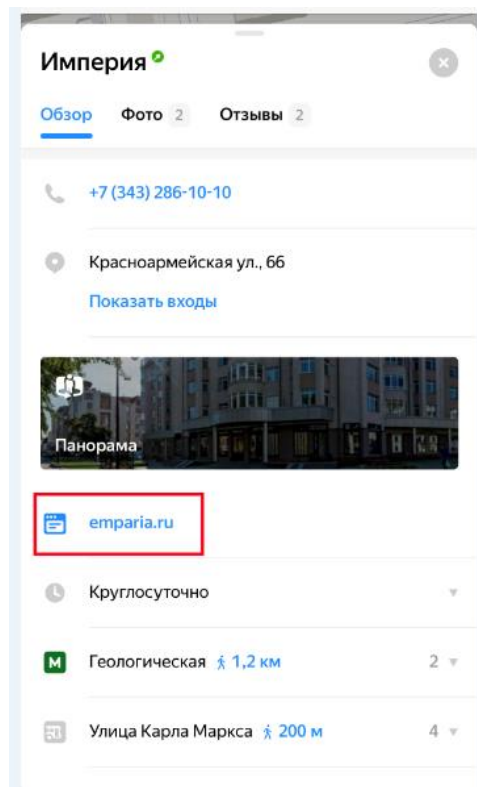 Империя
Обзор Фото 2 Отзывы 2
+7 (343) 286-10-10
Красноармейская ул., 66
Показать входы
Панорама
emparia.ru
Круглосуточно
М Геологическая 1,2 км 2
Улица Карла Маркса 200 м 4